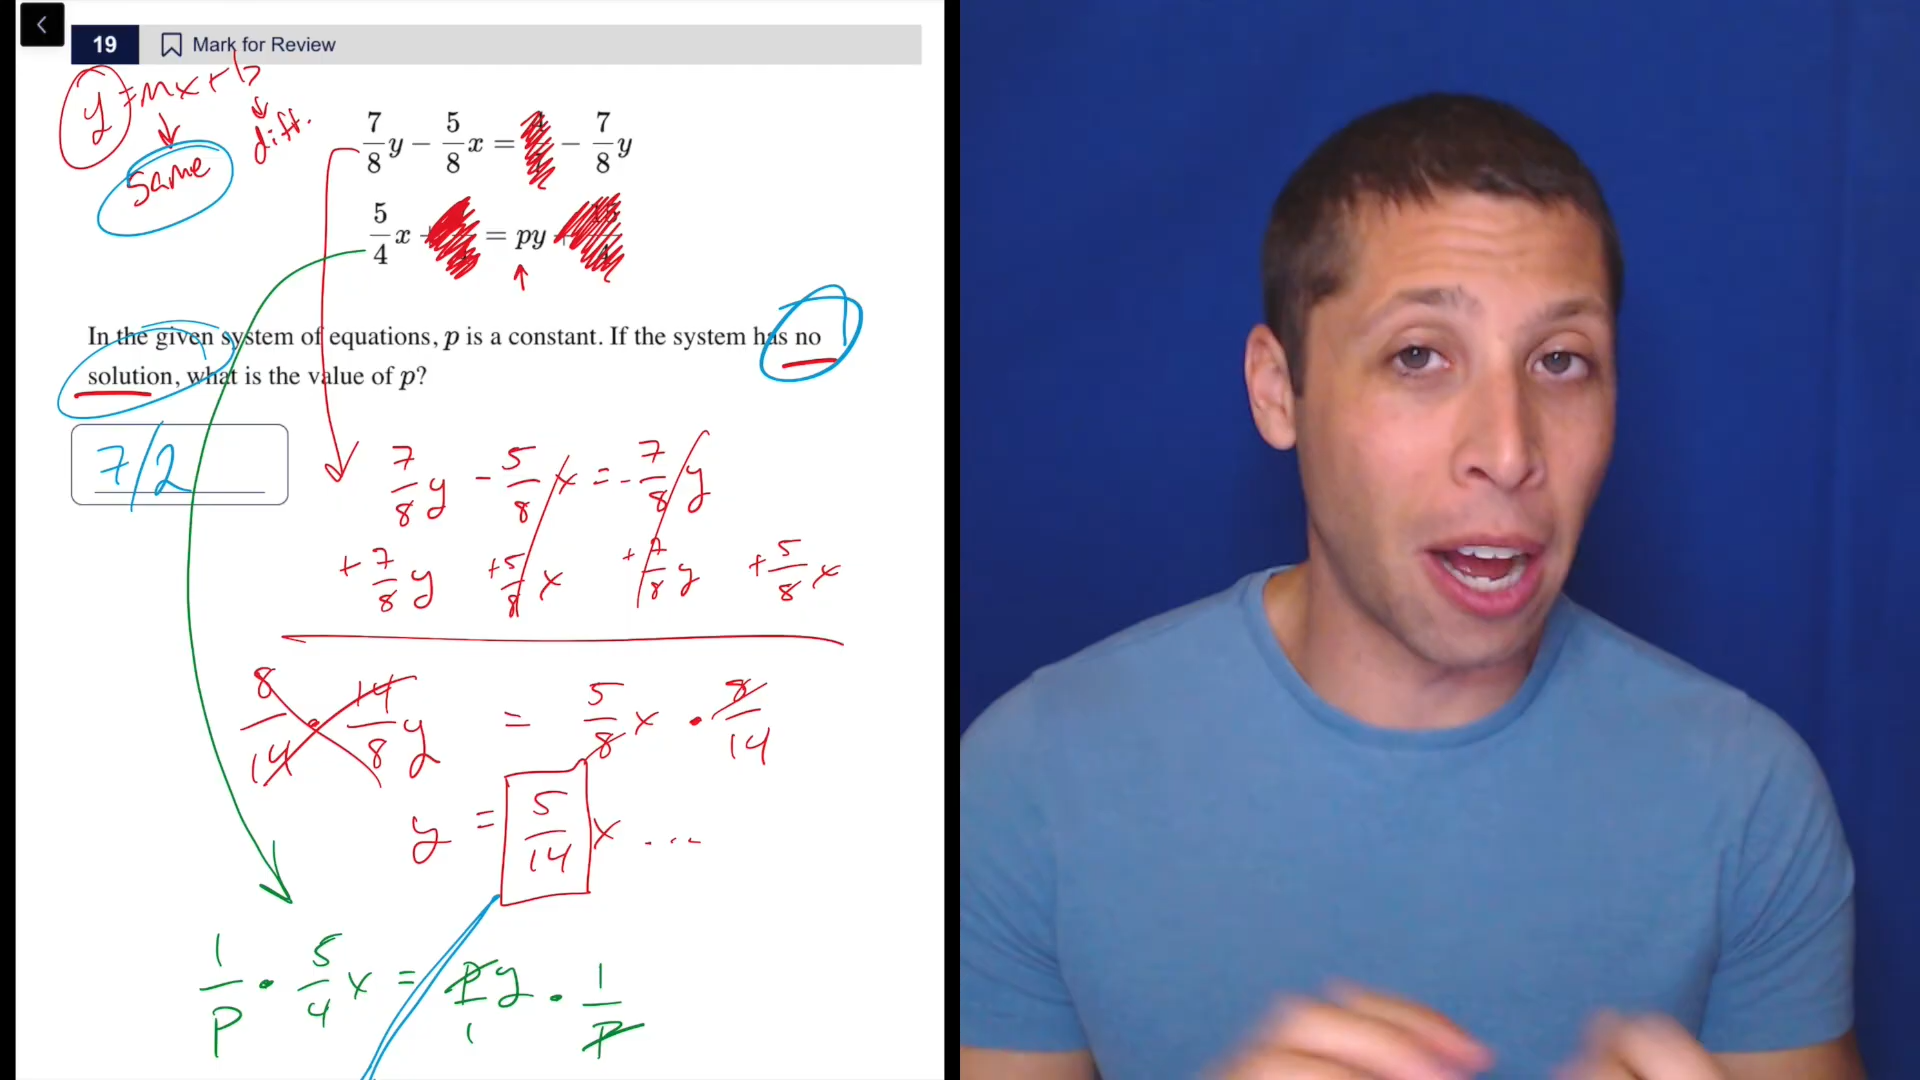 19 Mark for Review
y = mx + b
same diff.
7/8 y − 5/8 x = − 7/8 y
5/4 x = py
In the given system of equations, p is a constant. If the system has no
solution, what is the value of p?
7/2
7/8 y - 5/8 x = - 7/8 y
+ 7/8 y + 5/8 x + 7/8 y + 5/8 x
8/14 · 14/8 y = 5/8 x · 8/14
y = 5/14 x ...
1/p · 5/4 x = p/1 y · 1/p